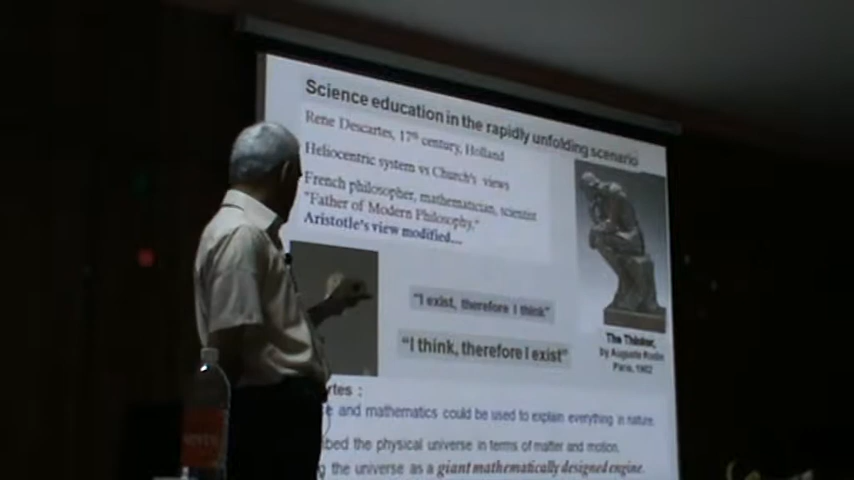 Science education in the rapidly unfolding scenario
Rene Descartes, 17th century, Holland
Heliocentric system vs Church's views
French philosopher, mathematician, scientist
"Father of Modern Philosophy,"
Aristotle's view modified....
"I exist, therefore I think"
"I think, therefore I exist"
The Thinker,
by Auguste Rodin
Paris, 1902
and mathematics could be used to explain everything in nature.
the physical universe in terms of matter and motion.
the universe as a giant mathematically designed engine.